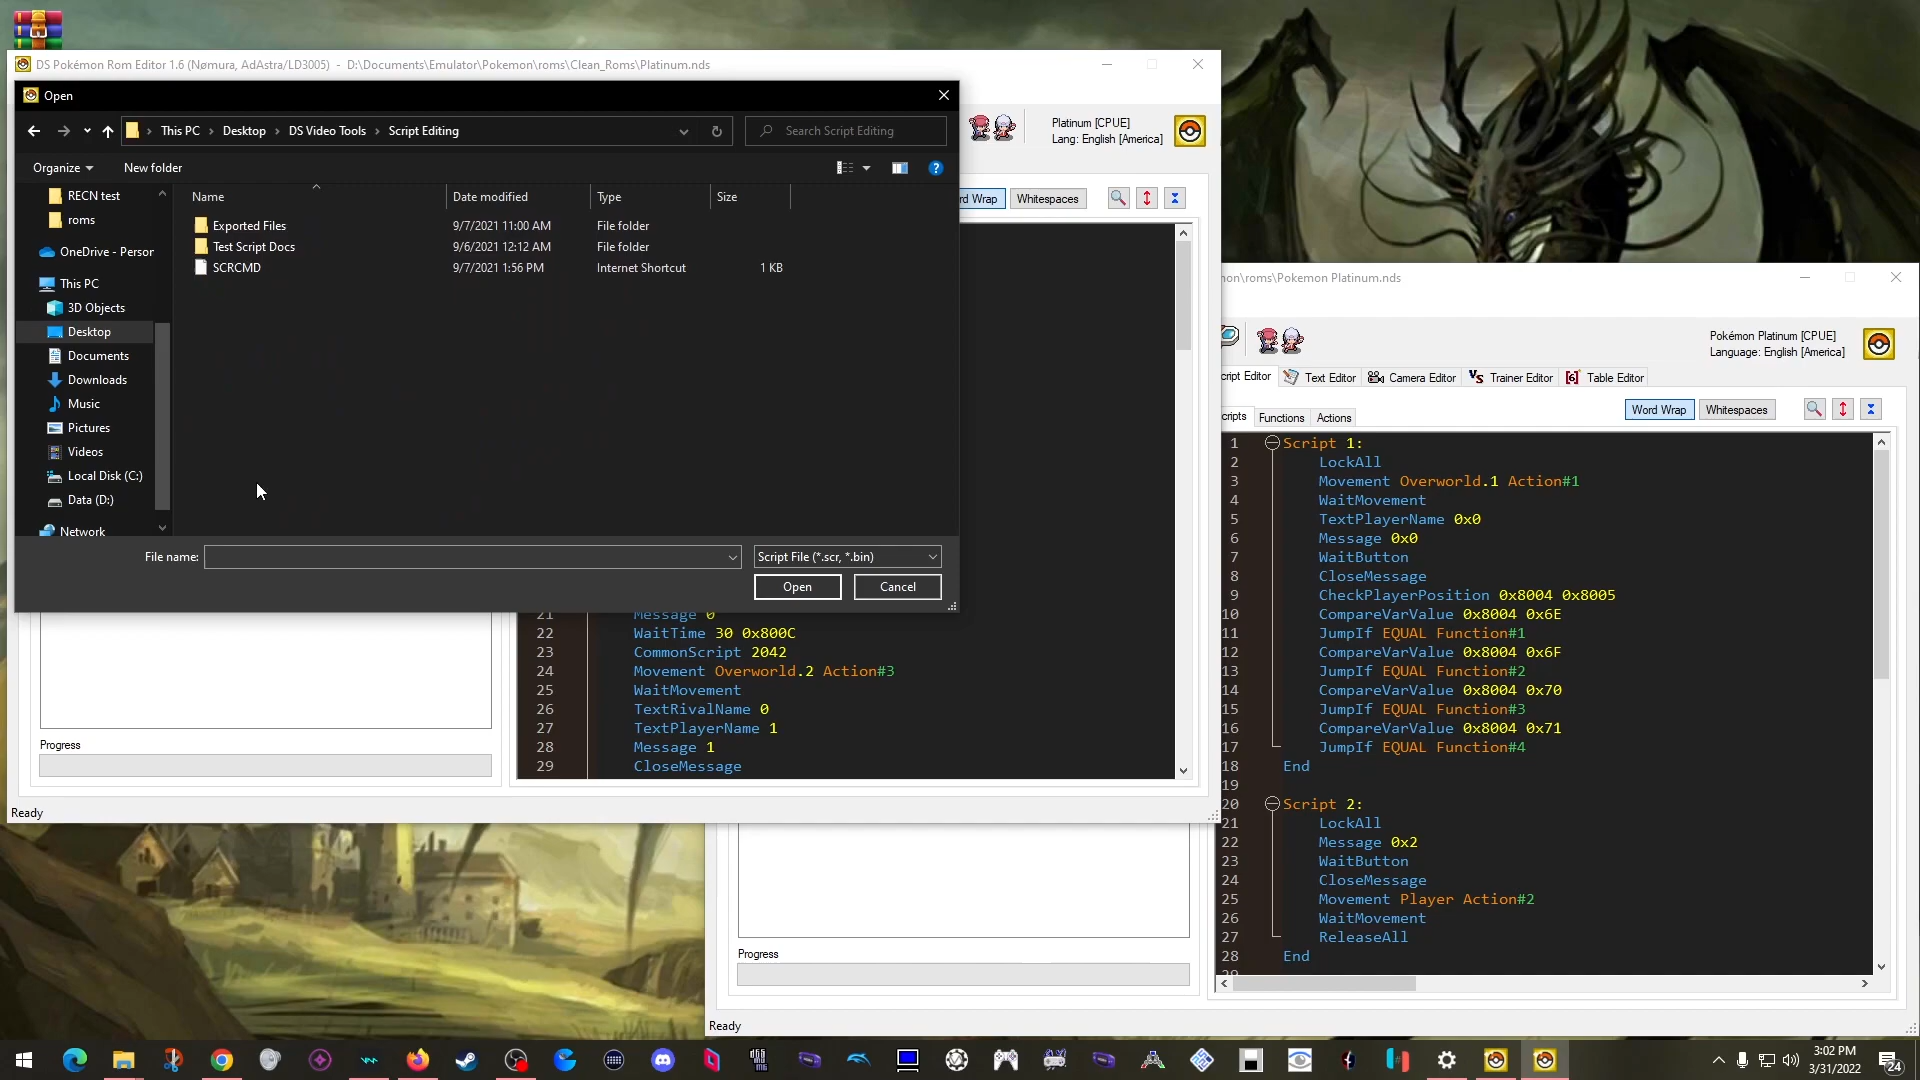 DS Pokémon Rom Editor 1.6 (Nømura, AdAstra/LD3005)  -  D:\Documents\Emulator\Pokemon\roms\Clean_Roms\Platinum.nds
Open
This PC > Desktop > DS Video Tools > Script Editing
Search Script Editing
Platinum [CPUE]
Lang: English [America]
Organize
New folder
Name
Date modified
Type
Size
Exported Files 9/7/2021 11:00 AM File folder
Test Script Docs 9/6/2021 12:12 AM File folder
SCRCMD 9/7/2021 1:56 PM Internet Shortcut 1 KB
RECN test
roms
OneDrive - Person
This PC
3D Objects
Desktop
Documents
Downloads
Music
Pictures
Videos
Local Disk (C:)
Data (D:)
Network
File name:
Script File (*.scr, *.bin)
Open
Cancel
rd Wrap
Whitespaces
21 Message 0
22 WaitTime 30 0x800C
23 CommonScript 2042
24 Movement Overworld.2 Action#3
25 WaitMovement
26 TextRivalName 0
27 TextPlayerName 1
28 Message 1
29 CloseMessage
Progress
Ready
on\roms\Pokemon Platinum.nds
Pokémon Platinum [CPUE]
Language: English [America]
cript Editor
Text Editor
Camera Editor
Trainer Editor
Table Editor
cripts
Functions
Actions
Word Wrap
Whitespaces
1 Script 1:
2 LockAll
3 Movement Overworld.1 Action#1
4 WaitMovement
5 TextPlayerName 0x0
6 Message 0x0
7 WaitButton
8 CloseMessage
9 CheckPlayerPosition 0x8004 0x8005
10 CompareVarValue 0x8004 0x6E
11 JumpIf EQUAL Function#1
12 CompareVarValue 0x8004 0x6F
13 JumpIf EQUAL Function#2
14 CompareVarValue 0x8004 0x70
15 JumpIf EQUAL Function#3
16 CompareVarValue 0x8004 0x71
17 JumpIf EQUAL Function#4
18 End
19
20 Script 2:
21 LockAll
22 Message 0x2
23 WaitButton
24 CloseMessage
25 Movement Player Action#2
26 WaitMovement
27 ReleaseAll
28 End
29
Progress
Ready
3:02 PM
3/31/2022
24